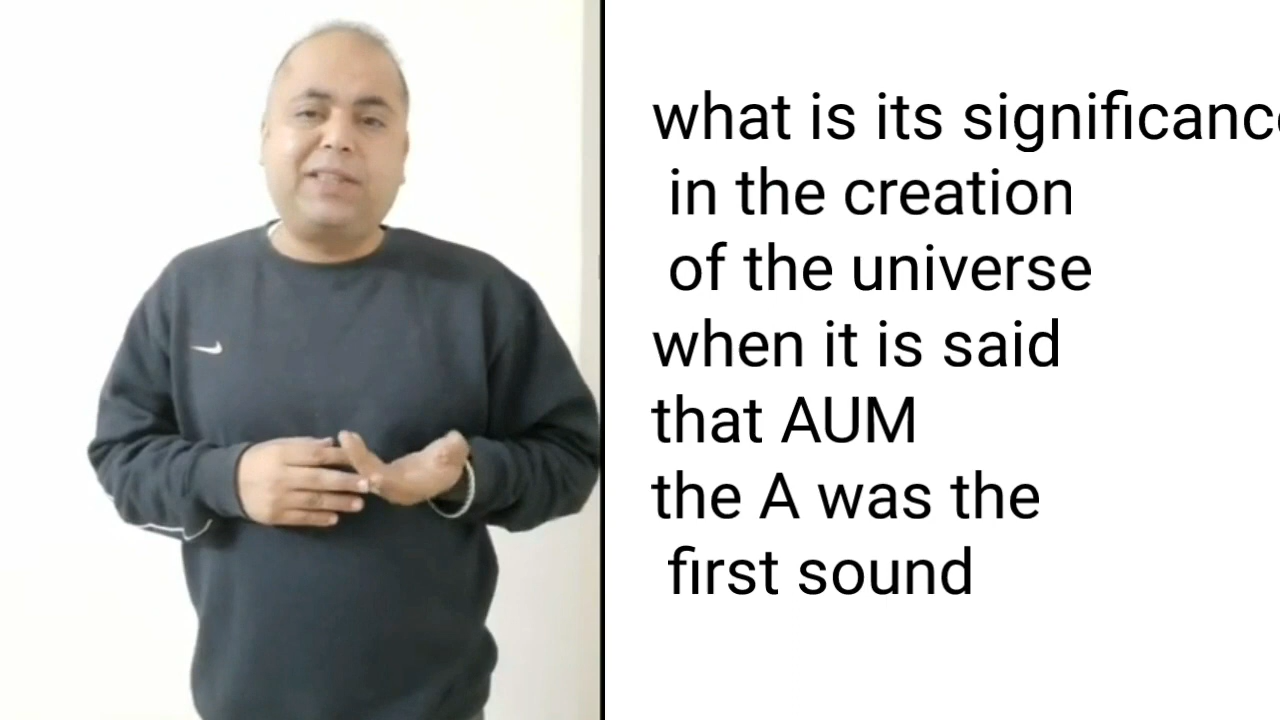 what is its significance
in the creation
of the universe
when it is said
that AUM
the A was the
first sound